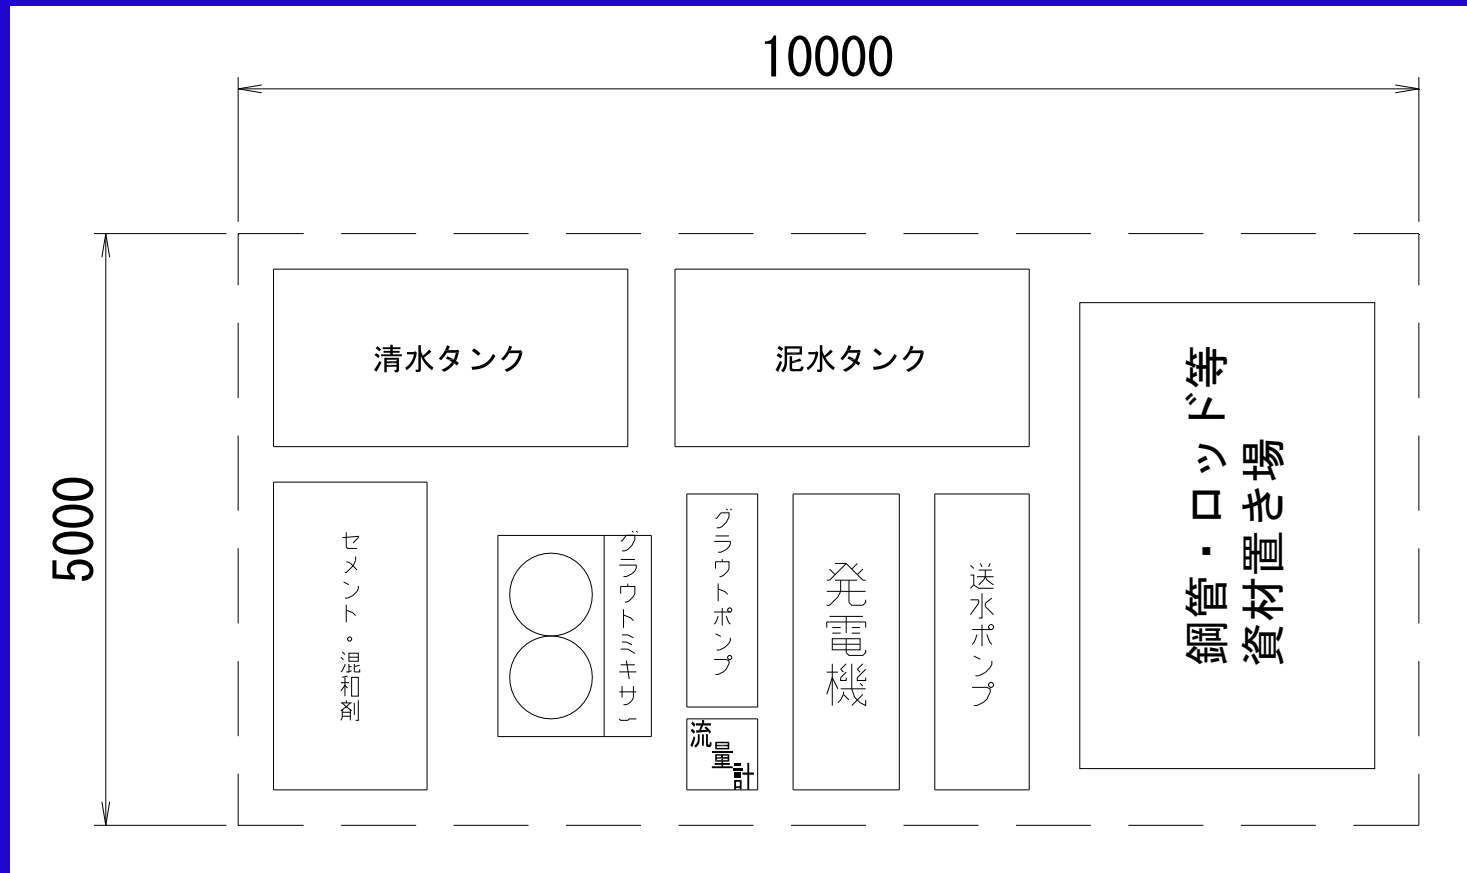 10000
5000
清水タンク
泥水タンク
鋼管・ロッド等
資材置き場
セメント・混和剤
グラウトミキサー
グラウトポンプ
流量計
発電機
送水ポンプ